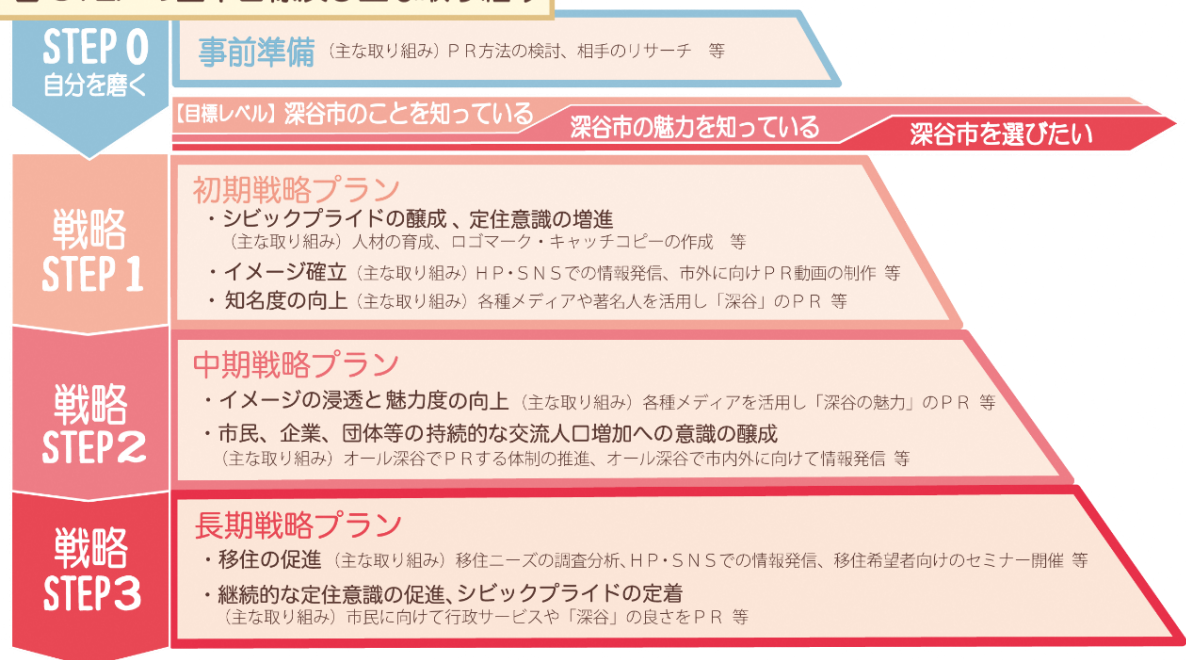 STEP 0
自分を磨く
事前準備 (主な取り組み) PR方法の検討、相手のリサーチ 等
【目標レベル】深谷市のことを知っている
深谷市の魅力を知っている
深谷市を選びたい
戦略
STEP 1
初期戦略プラン
・シビックプライドの醸成、定住意識の増進
(主な取り組み)人材の育成、ロゴマーク・キャッチコピーの作成 等
・イメージ確立(主な取り組み)HP・SNSでの情報発信、市外に向けPR動画の制作 等
・知名度の向上(主な取り組み)各種メディアや著名人を活用し「深谷」のPR 等
戦略
STEP2
中期戦略プラン
・イメージの浸透と魅力度の向上(主な取り組み)各種メディアを活用し「深谷の魅力」のPR 等
・市民、企業、団体等の持続的な交流人口増加への意識の醸成
(主な取り組み)オール深谷でPRする体制の推進、オール深谷で市内外に向けて情報発信 等
戦略
STEP3
長期戦略プラン
・移住の促進(主な取り組み)移住ニーズの調査分析、HP・SNSでの情報発信、移住希望者向けのセミナー開催 等
・継続的な定住意識の促進、シビックプライドの定着
(主な取り組み)市民に向けて行政サービスや「深谷」の良さをPR 等